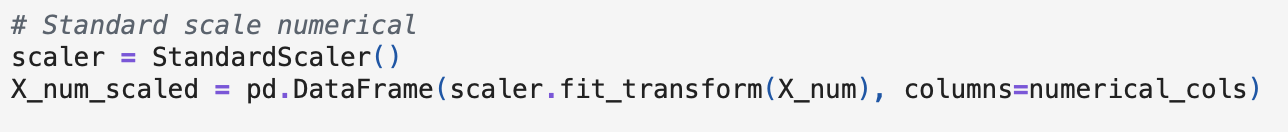 # Standard scale numerical
scaler = StandardScaler()
X_num_scaled = pd.DataFrame(scaler.fit_transform(X_num), columns=numerical_cols)